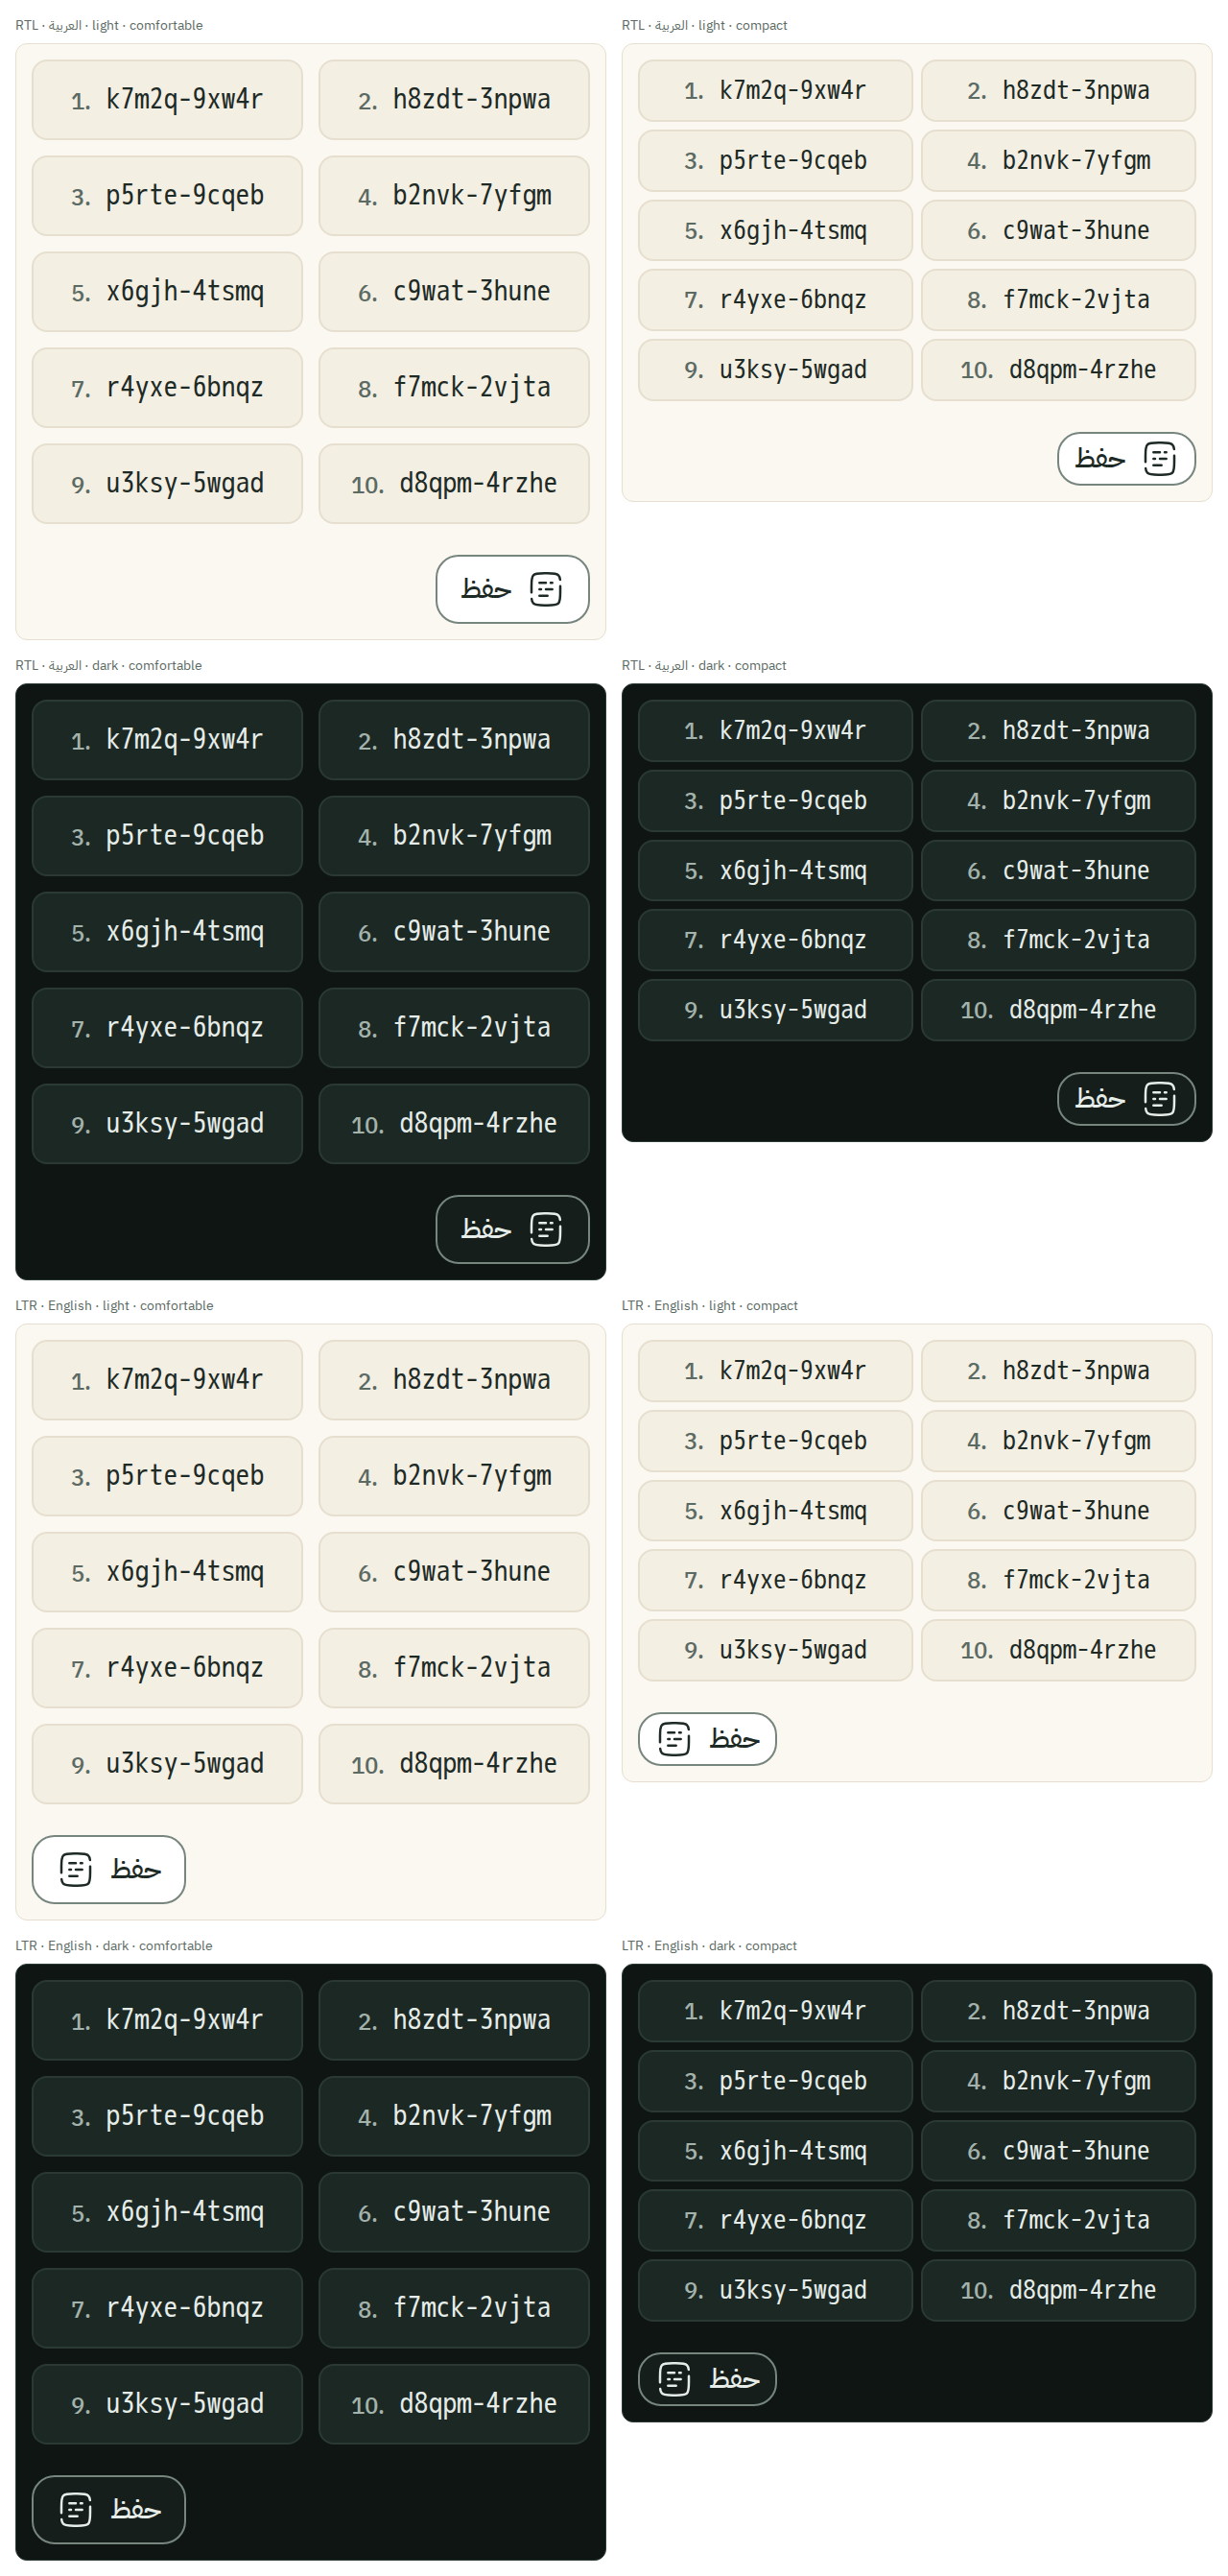 RTL · العربية · light · comfortable
1. k7m2q-9xw4r
2. h8zdt-3npwa
3. p5rte-9cqeb
4. b2nvk-7yfgm
5. x6gjh-4tsmq
6. c9wat-3hune
7. r4yxe-6bnqz
8. f7mck-2vjta
9. u3ksy-5wgad
10. d8qpm-4rzhe
حفظ
RTL · العربية · light · compact
1. k7m2q-9xw4r
2. h8zdt-3npwa
3. p5rte-9cqeb
4. b2nvk-7yfgm
5. x6gjh-4tsmq
6. c9wat-3hune
7. r4yxe-6bnqz
8. f7mck-2vjta
9. u3ksy-5wgad
10. d8qpm-4rzhe
حفظ
RTL · العربية · dark · comfortable
1. k7m2q-9xw4r
2. h8zdt-3npwa
3. p5rte-9cqeb
4. b2nvk-7yfgm
5. x6gjh-4tsmq
6. c9wat-3hune
7. r4yxe-6bnqz
8. f7mck-2vjta
9. u3ksy-5wgad
10. d8qpm-4rzhe
حفظ
RTL · العربية · dark · compact
1. k7m2q-9xw4r
2. h8zdt-3npwa
3. p5rte-9cqeb
4. b2nvk-7yfgm
5. x6gjh-4tsmq
6. c9wat-3hune
7. r4yxe-6bnqz
8. f7mck-2vjta
9. u3ksy-5wgad
10. d8qpm-4rzhe
حفظ
LTR · English · light · comfortable
1. k7m2q-9xw4r
2. h8zdt-3npwa
3. p5rte-9cqeb
4. b2nvk-7yfgm
5. x6gjh-4tsmq
6. c9wat-3hune
7. r4yxe-6bnqz
8. f7mck-2vjta
9. u3ksy-5wgad
10. d8qpm-4rzhe
حفظ
LTR · English · light · compact
1. k7m2q-9xw4r
2. h8zdt-3npwa
3. p5rte-9cqeb
4. b2nvk-7yfgm
5. x6gjh-4tsmq
6. c9wat-3hune
7. r4yxe-6bnqz
8. f7mck-2vjta
9. u3ksy-5wgad
10. d8qpm-4rzhe
حفظ
LTR · English · dark · comfortable
1. k7m2q-9xw4r
2. h8zdt-3npwa
3. p5rte-9cqeb
4. b2nvk-7yfgm
5. x6gjh-4tsmq
6. c9wat-3hune
7. r4yxe-6bnqz
8. f7mck-2vjta
9. u3ksy-5wgad
10. d8qpm-4rzhe
حفظ
LTR · English · dark · compact
1. k7m2q-9xw4r
2. h8zdt-3npwa
3. p5rte-9cqeb
4. b2nvk-7yfgm
5. x6gjh-4tsmq
6. c9wat-3hune
7. r4yxe-6bnqz
8. f7mck-2vjta
9. u3ksy-5wgad
10. d8qpm-4rzhe
حفظ